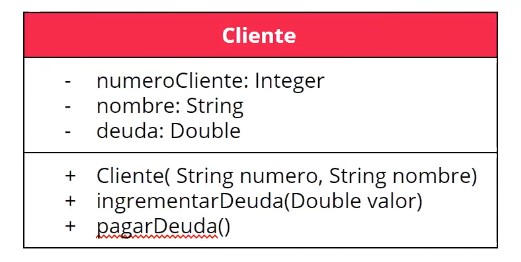 Cliente
- numeroCliente: Integer
- nombre: String
- deuda: Double
+ Cliente( String numero, String nombre)
+ ingrementarDeuda(Double valor)
+ pagarDeuda()